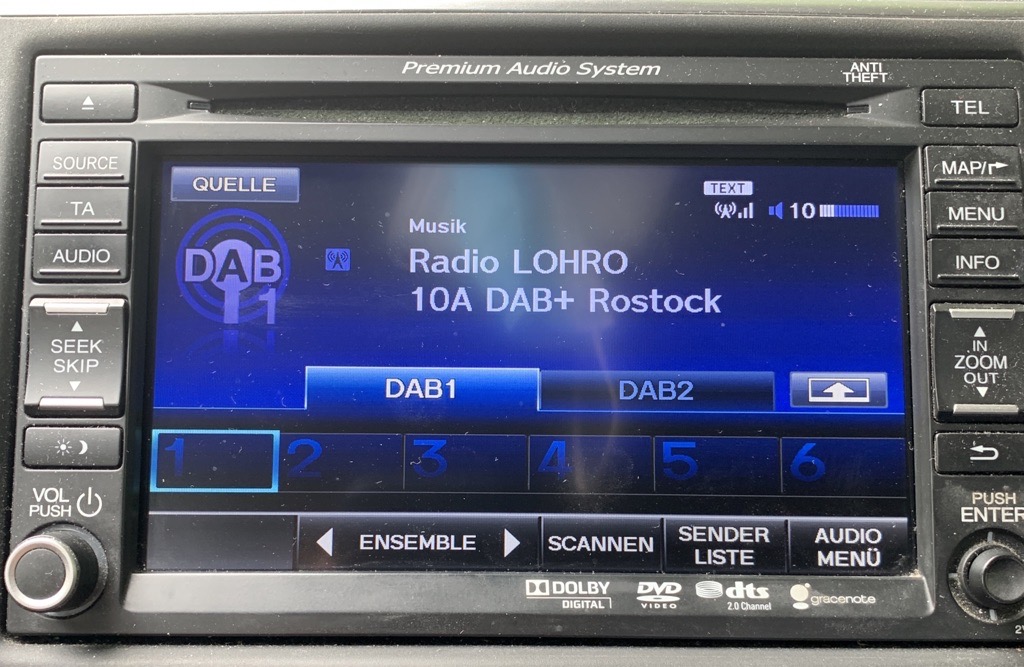 Premium Audio System
ANTI
THEFT
SOURCE
TA
AUDIO
SEEK
SKIP
VOL
PUSH
QUELLE
DAB
1
TEXT
10
Musik
Radio LOHRO
10A DAB+ Rostock
DAB1
DAB2
1 2 3 4 5 6
ENSEMBLE
SCANNEN
SENDER
LISTE
AUDIO
MENÜ
DOLBY
DIGITAL
DVD
VIDEO
dts
2.0 Channel
gracenote
TEL
MAP/
MENU
INFO
IN
ZOOM
OUT
PUSH
ENTER